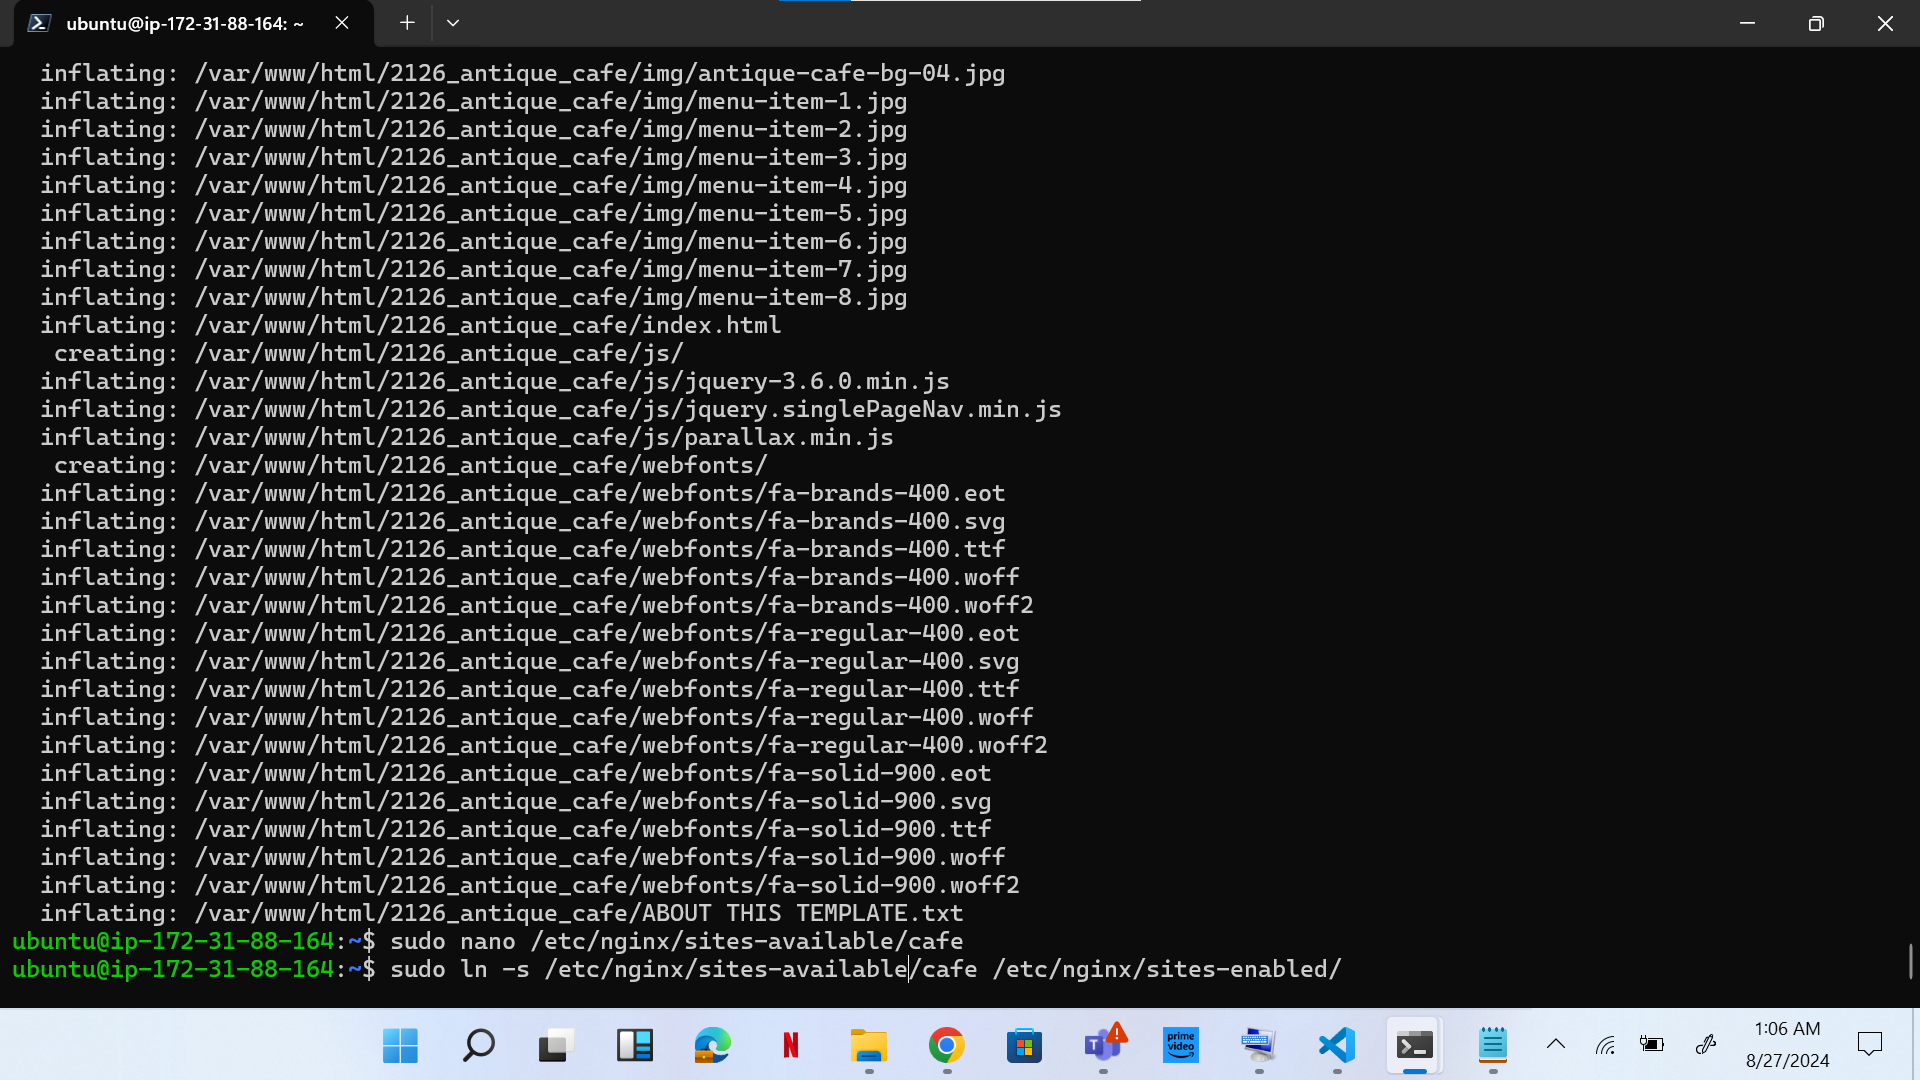 ubuntu@ip-172-31-88-164: ~
inflating: /var/www/html/2126_antique_cafe/img/antique-cafe-bg-04.jpg
inflating: /var/www/html/2126_antique_cafe/img/menu-item-1.jpg
inflating: /var/www/html/2126_antique_cafe/img/menu-item-2.jpg
inflating: /var/www/html/2126_antique_cafe/img/menu-item-3.jpg
inflating: /var/www/html/2126_antique_cafe/img/menu-item-4.jpg
inflating: /var/www/html/2126_antique_cafe/img/menu-item-5.jpg
inflating: /var/www/html/2126_antique_cafe/img/menu-item-6.jpg
inflating: /var/www/html/2126_antique_cafe/img/menu-item-7.jpg
inflating: /var/www/html/2126_antique_cafe/img/menu-item-8.jpg
inflating: /var/www/html/2126_antique_cafe/index.html
creating: /var/www/html/2126_antique_cafe/js/
inflating: /var/www/html/2126_antique_cafe/js/jquery-3.6.0.min.js
inflating: /var/www/html/2126_antique_cafe/js/jquery.singlePageNav.min.js
inflating: /var/www/html/2126_antique_cafe/js/parallax.min.js
creating: /var/www/html/2126_antique_cafe/webfonts/
inflating: /var/www/html/2126_antique_cafe/webfonts/fa-brands-400.eot
inflating: /var/www/html/2126_antique_cafe/webfonts/fa-brands-400.svg
inflating: /var/www/html/2126_antique_cafe/webfonts/fa-brands-400.ttf
inflating: /var/www/html/2126_antique_cafe/webfonts/fa-brands-400.woff
inflating: /var/www/html/2126_antique_cafe/webfonts/fa-brands-400.woff2
inflating: /var/www/html/2126_antique_cafe/webfonts/fa-regular-400.eot
inflating: /var/www/html/2126_antique_cafe/webfonts/fa-regular-400.svg
inflating: /var/www/html/2126_antique_cafe/webfonts/fa-regular-400.ttf
inflating: /var/www/html/2126_antique_cafe/webfonts/fa-regular-400.woff
inflating: /var/www/html/2126_antique_cafe/webfonts/fa-regular-400.woff2
inflating: /var/www/html/2126_antique_cafe/webfonts/fa-solid-900.eot
inflating: /var/www/html/2126_antique_cafe/webfonts/fa-solid-900.svg
inflating: /var/www/html/2126_antique_cafe/webfonts/fa-solid-900.ttf
inflating: /var/www/html/2126_antique_cafe/webfonts/fa-solid-900.woff
inflating: /var/www/html/2126_antique_cafe/webfonts/fa-solid-900.woff2
inflating: /var/www/html/2126_antique_cafe/ABOUT THIS TEMPLATE.txt
ubuntu@ip-172-31-88-164:~$ sudo nano /etc/nginx/sites-available/cafe
ubuntu@ip-172-31-88-164:~$ sudo ln -s /etc/nginx/sites-available/cafe /etc/nginx/sites-enabled/
N
T
prime video
1:06 AM
8/27/2024